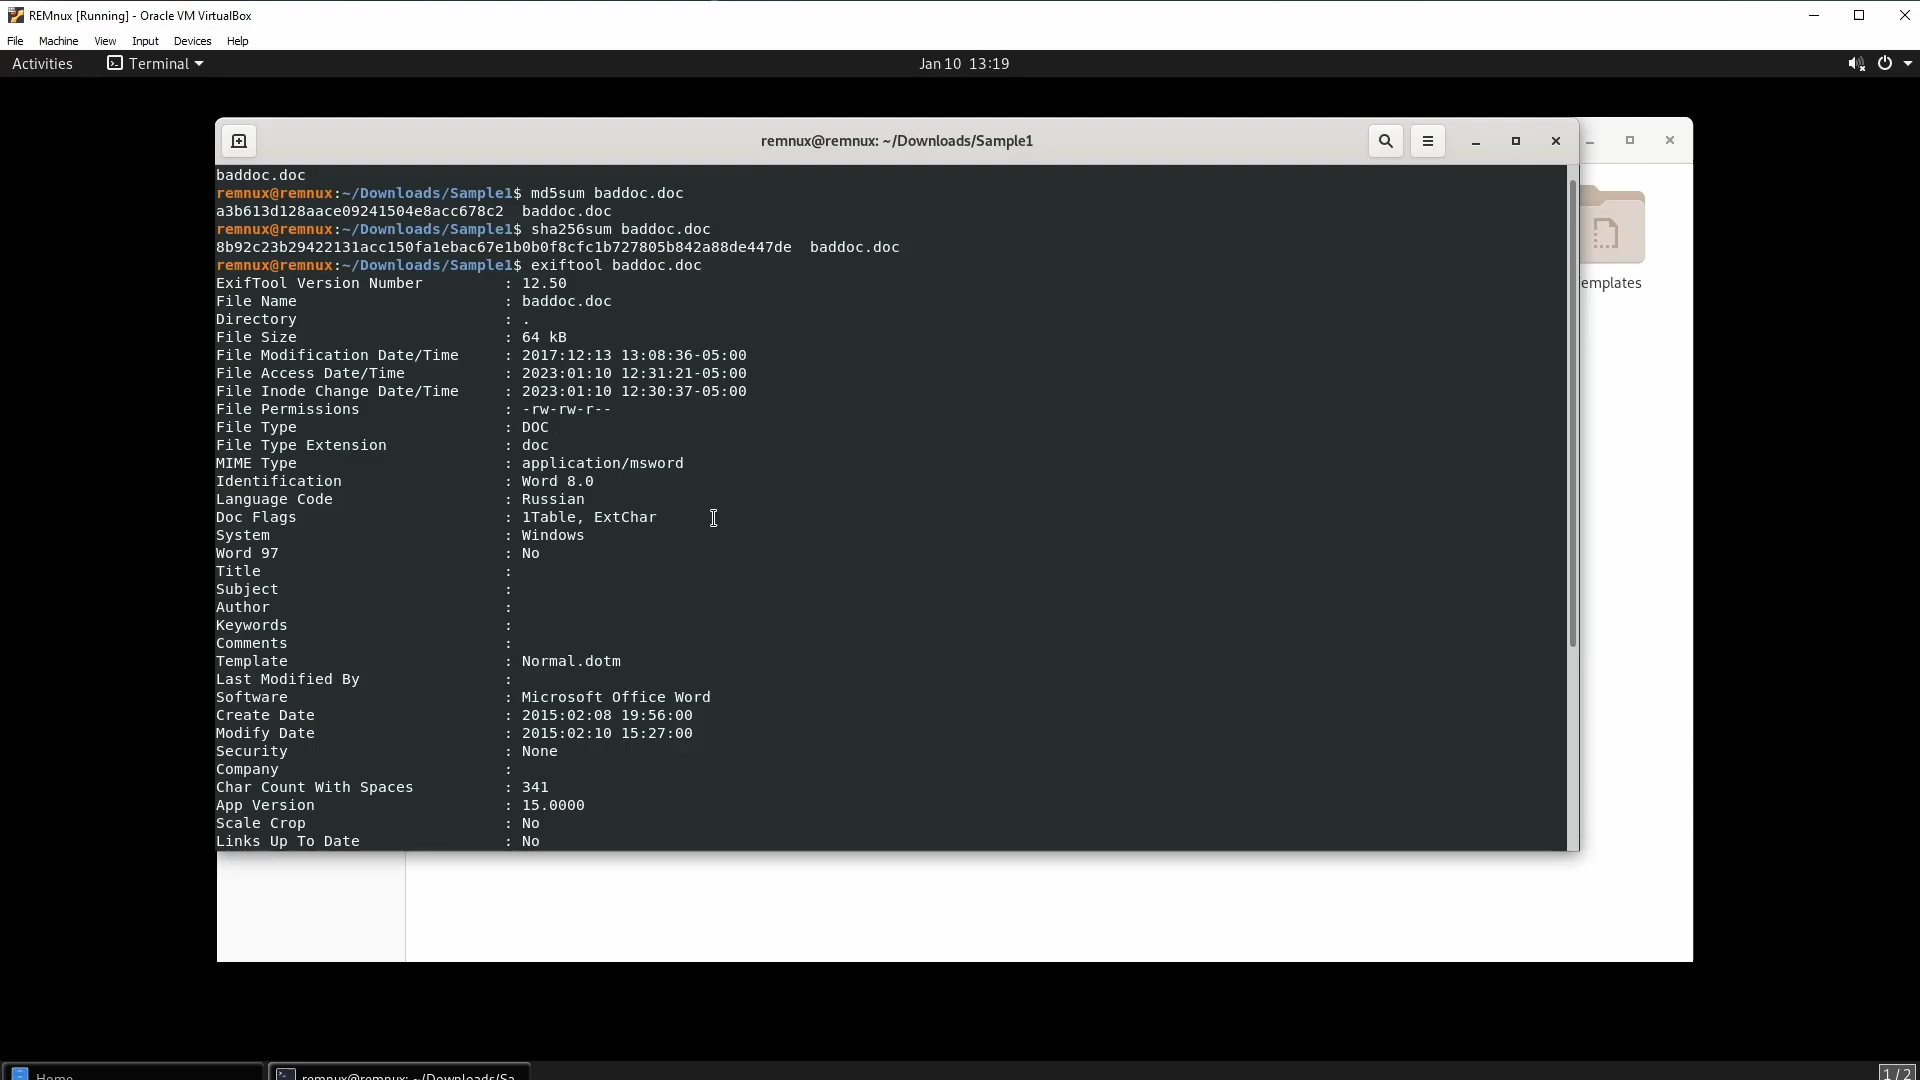 REMnux [Running] - Oracle VM VirtualBox
File Machine View Input Devices Help
Activities Terminal Jan 10 13:19
remnux@remnux: ~/Downloads/Sample1
baddoc.doc
remnux@remnux:~/Downloads/Sample1$ md5sum baddoc.doc
a3b613d128aace09241504e8acc678c2 baddoc.doc
remnux@remnux:~/Downloads/Sample1$ sha256sum baddoc.doc
8b92c23b29422131acc150fa1ebac67e1b0b0f8cfc1b727805b842a88de447de baddoc.doc
remnux@remnux:~/Downloads/Sample1$ exiftool baddoc.doc
ExifTool Version Number : 12.50
File Name : baddoc.doc
Directory : .
File Size : 64 kB
File Modification Date/Time : 2017:12:13 13:08:36-05:00
File Access Date/Time : 2023:01:10 12:31:21-05:00
File Inode Change Date/Time : 2023:01:10 12:30:37-05:00
File Permissions : -rw-rw-r--
File Type : DOC
File Type Extension : doc
MIME Type : application/msword
Identification : Word 8.0
Language Code : Russian
Doc Flags : 1Table, ExtChar
System : Windows
Word 97 : No
Title :
Subject :
Author :
Keywords :
Comments :
Template : Normal.dotm
Last Modified By :
Software : Microsoft Office Word
Create Date : 2015:02:08 19:56:00
Modify Date : 2015:02:10 15:27:00
Security : None
Company :
Char Count With Spaces : 341
App Version : 15.0000
Scale Crop : No
Links Up To Date : No
emplates
Home
remnux@remnux: ~/Downloads/Sa...
1 / 2